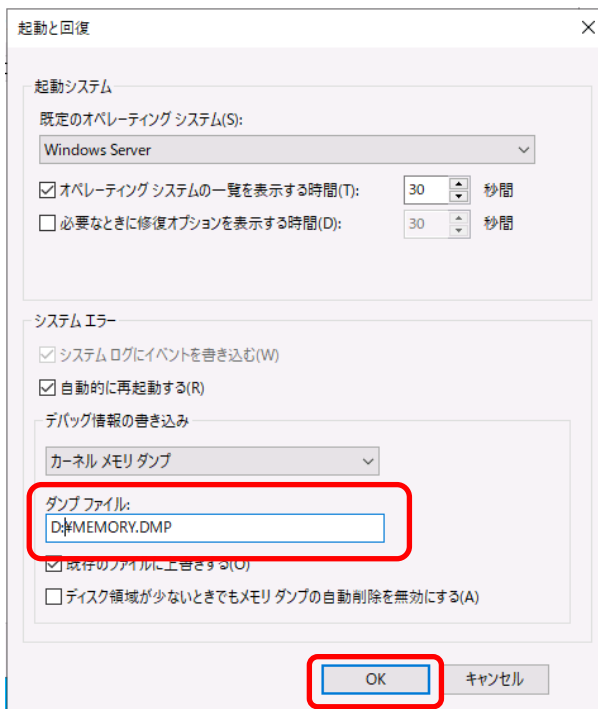 起動と回復
起動システム
既定のオペレーティング システム(S):
Windows Server
オペレーティング システムの一覧を表示する時間(T): 30 秒間
必要なときに修復オプションを表示する時間(D): 30 秒間
システム エラー
システム ログにイベントを書き込む(W)
自動的に再起動する(R)
デバッグ情報の書き込み
カーネル メモリ ダンプ
ダンプ ファイル:
D:¥MEMORY.DMP
既存のファイルに上書きする(O)
ディスク領域が少ないときでもメモリ ダンプの自動削除を無効にする(A)
OK キャンセル